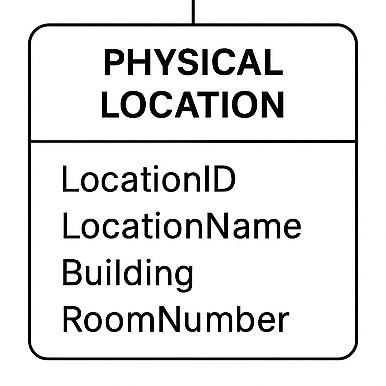 PHYSICAL
LOCATION
LocationID
LocationName
Building
RoomNumber